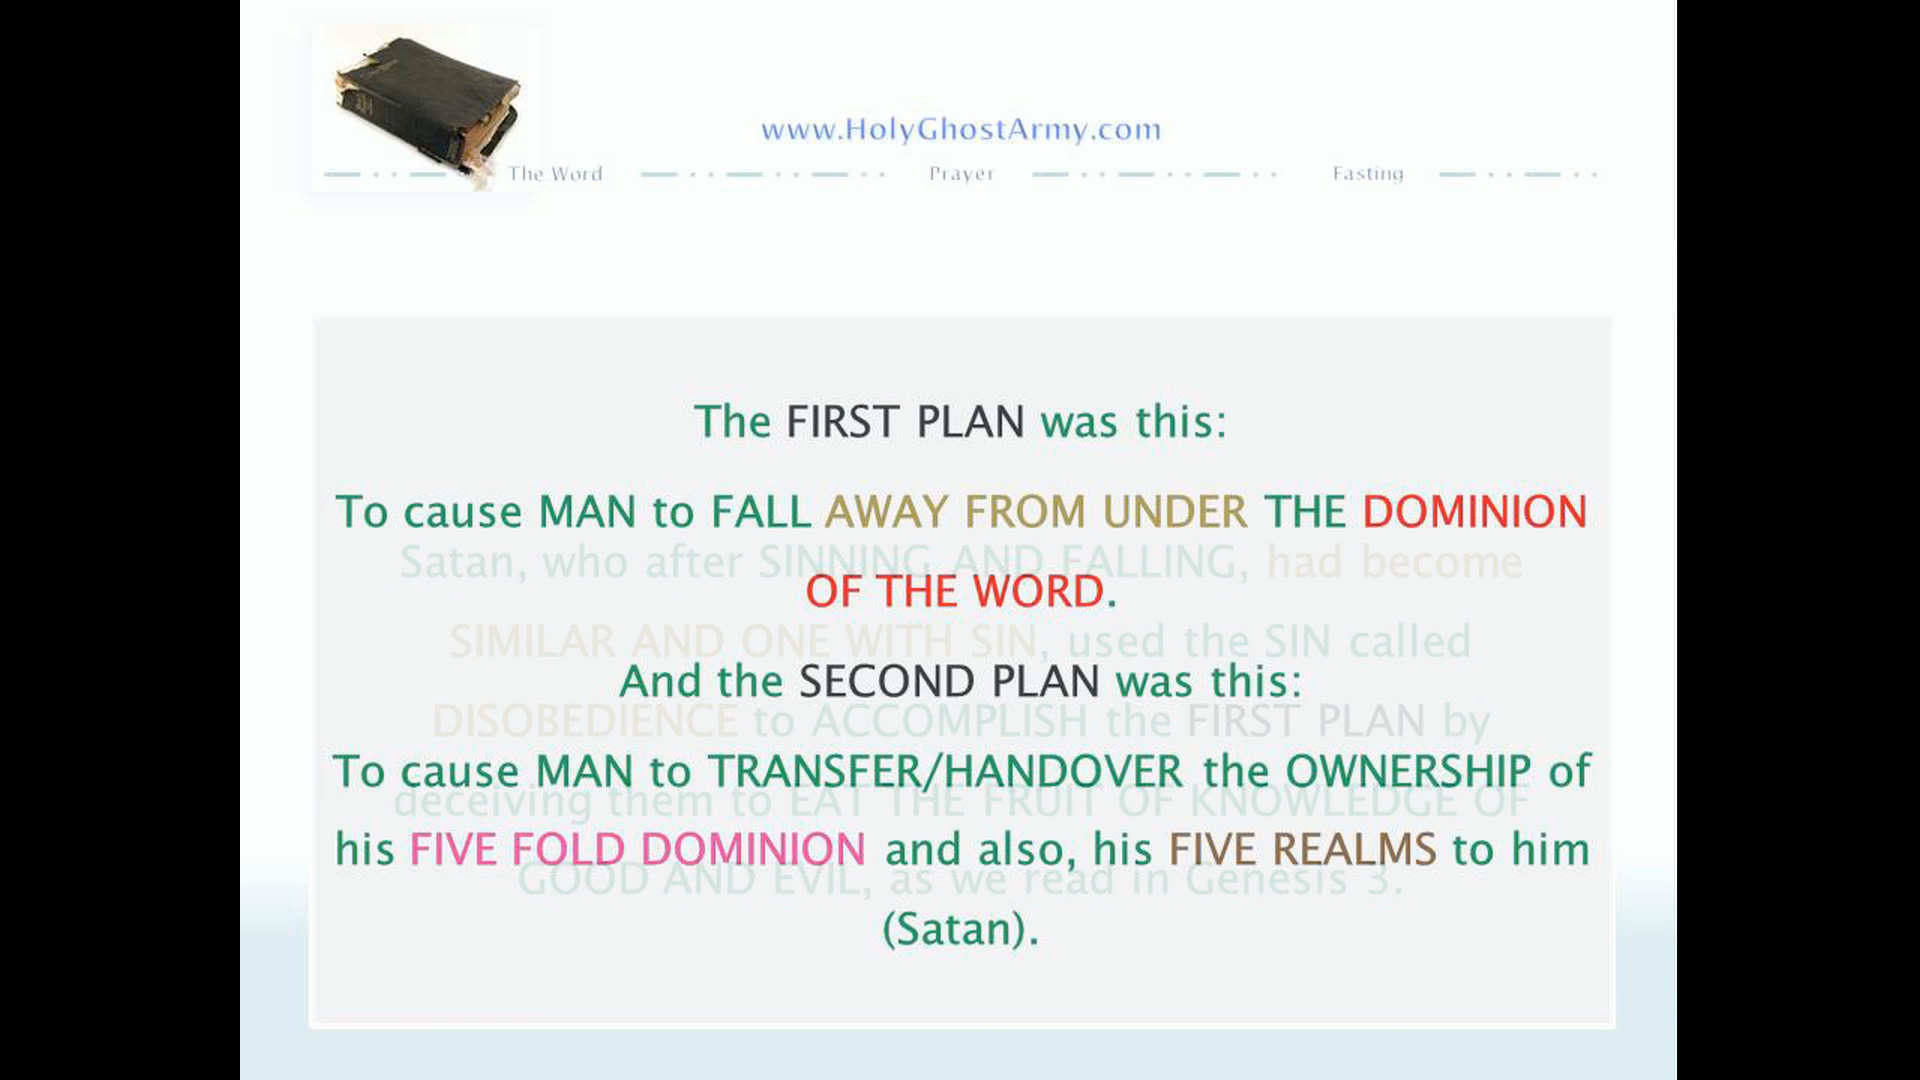 www.HolyGhostArmy.com
The Word Prayer Fasting
The FIRST PLAN was this:
To cause MAN to FALL AWAY FROM UNDER THE DOMINION
OF THE WORD.
And the SECOND PLAN was this:
To cause MAN to TRANSFER/HANDOVER the OWNERSHIP of
his FIVE FOLD DOMINION and also, his FIVE REALMS to him
(Satan).
Satan, who after SINNING AND FALLING, had become
SIMILAR AND ONE WITH SIN, used the SIN called
DISOBEDIENCE to ACCOMPLISH the FIRST PLAN by
deceiving them to EAT THE FRUIT OF KNOWLEDGE OF
GOOD AND EVIL, as we read in Genesis 3.